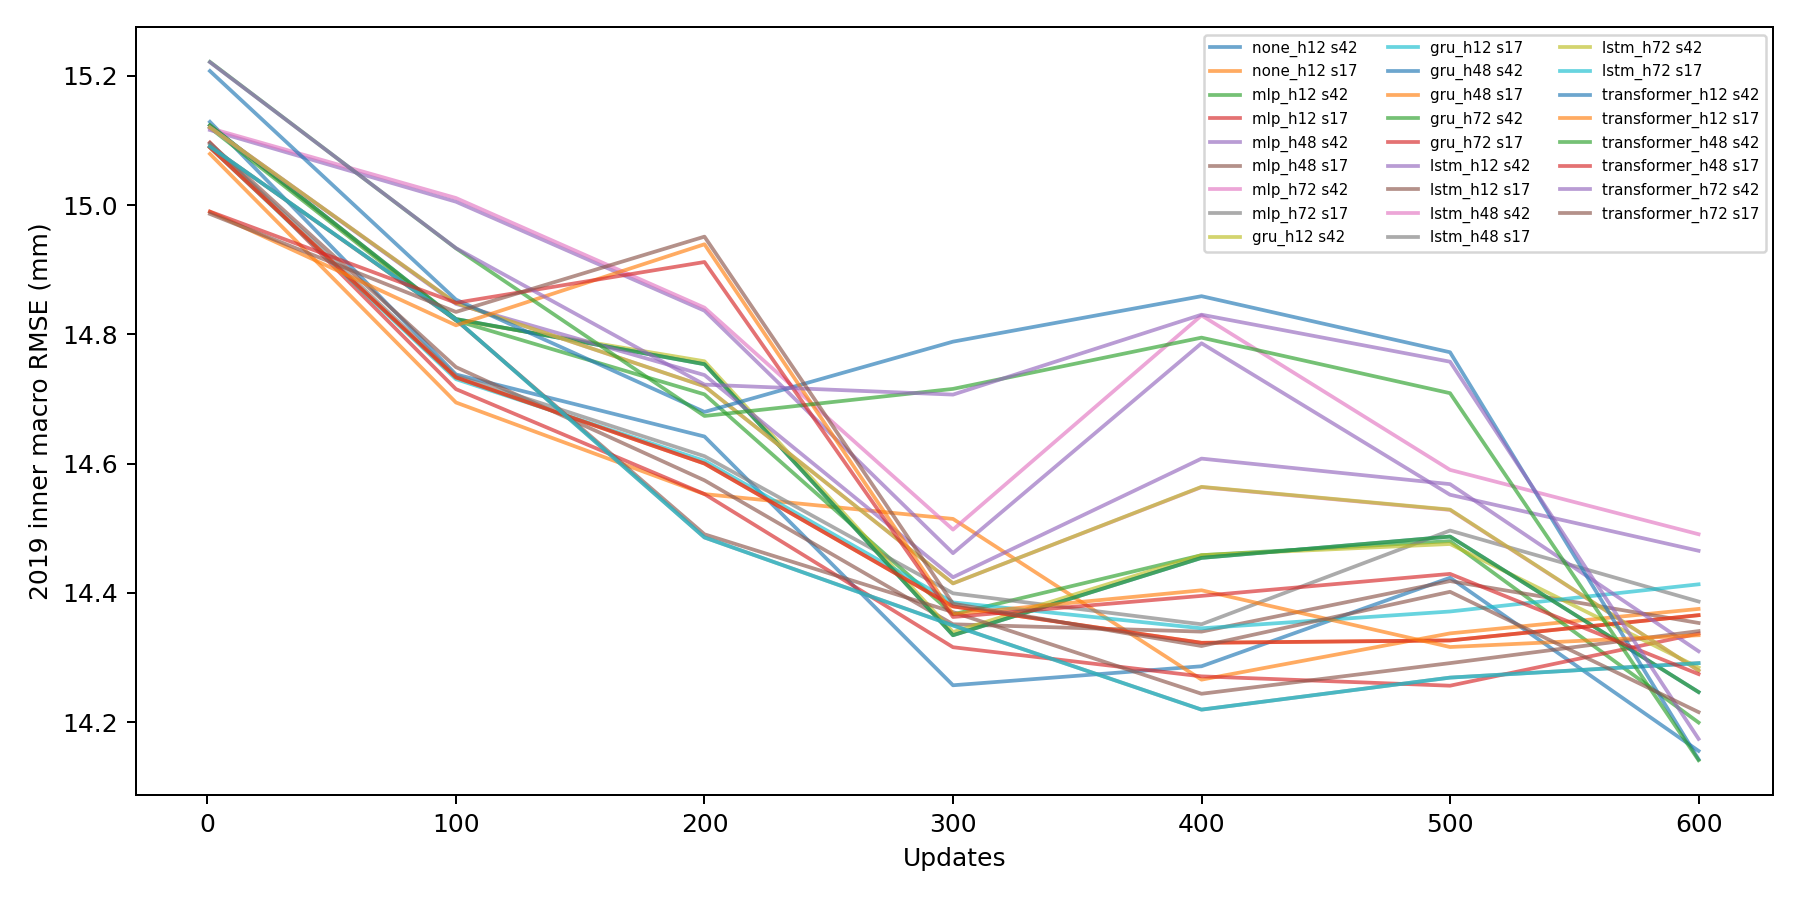 2019 inner macro RMSE (mm)
15.2
15.0
14.8
14.6
14.4
14.2
none_h12 s42
none_h12 s17
mlp_h12 s42
mlp_h12 s17
mlp_h48 s42
mlp_h48 s17
mlp_h72 s42
mlp_h72 s17
gru_h12 s42
gru_h12 s17
gru_h48 s42
gru_h48 s17
gru_h72 s42
gru_h72 s17
lstm_h12 s42
lstm_h12 s17
lstm_h48 s42
lstm_h48 s17
lstm_h72 s42
lstm_h72 s17
transformer_h12 s42
transformer_h12 s17
transformer_h48 s42
transformer_h48 s17
transformer_h72 s42
transformer_h72 s17
0 100 200 300 400 500 600
Updates